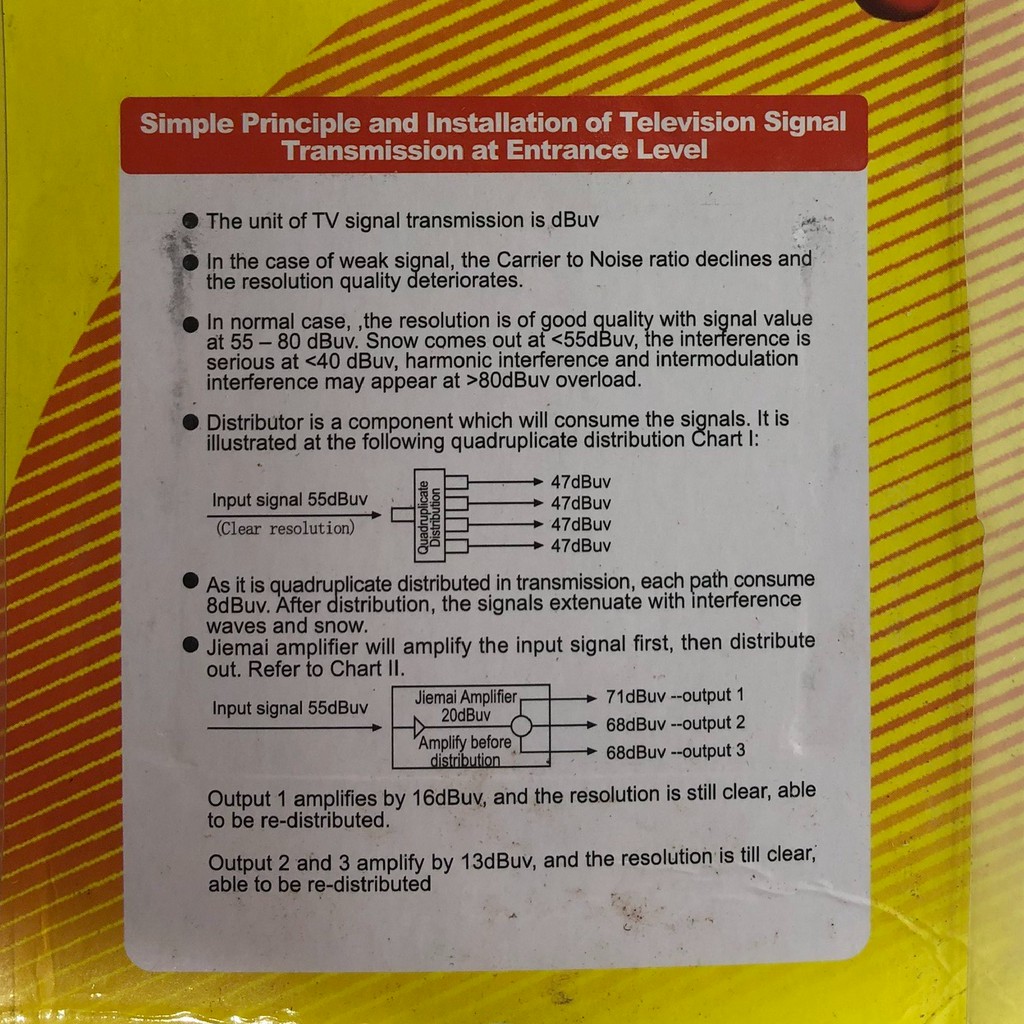 Simple Principle and Installation of Television Signal
Transmission at Entrance Level
● The unit of TV signal transmission is dBuv
● In the case of weak signal, the Carrier to Noise ratio declines and
the resolution quality deteriorates.
● In normal case, ,the resolution is of good quality with signal value
at 55 – 80 dBuv. Snow comes out at <55dBuv, the interference is
serious at <40 dBuv, harmonic interference and intermodulation
interference may appear at >80dBuv overload.
● Distributor is a component which will consume the signals. It is
illustrated at the following quadruplicate distribution Chart I:
Input signal 55dBuv
(Clear resolution)
Quadruplicate
Distribution
47dBuv
47dBuv
47dBuv
47dBuv
● As it is quadruplicate distributed in transmission, each path consume
8dBuv. After distribution, the signals extenuate with interference
waves and snow.
● Jiemai amplifier will amplify the input signal first, then distribute
out. Refer to Chart II.
Input signal 55dBuv
Jiemai Amplifier
20dBuv
Amplify before
distribution
71dBuv --output 1
68dBuv --output 2
68dBuv --output 3
Output 1 amplifies by 16dBuv, and the resolution is still clear, able
to be re-distributed.
Output 2 and 3 amplify by 13dBuv, and the resolution is till clear,
able to be re-distributed